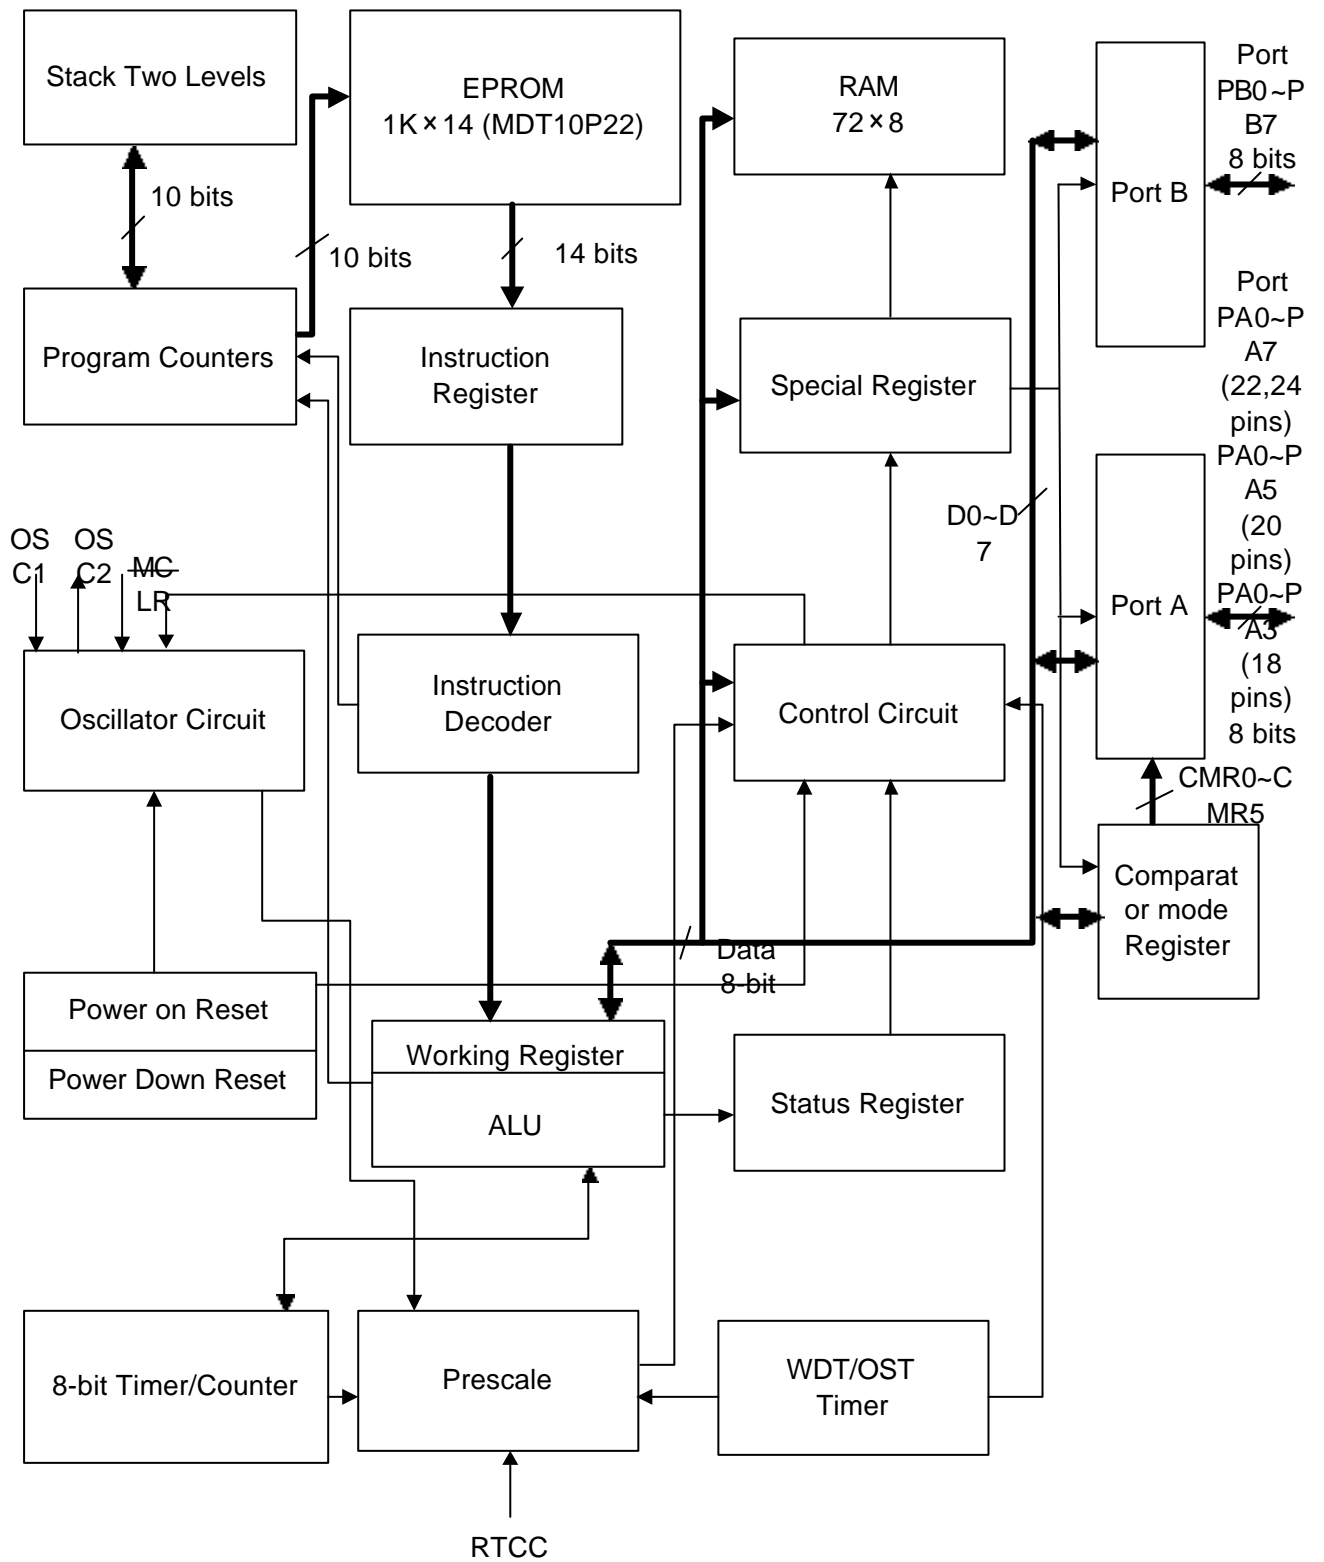 Stack Two Levels
EPROM
1K×14 (MDT10P22)
RAM
72×8
Port
PB0~P
B7
8 bits
Port B
10 bits
10 bits
14 bits
Port
PA0~P
A7
(22,24
pins)
PA0~P
A5
(20
pins)
PA0~P
A3
(18
pins)
8 bits
Program Counters
Instruction
Register
Special Register
D0~D
7
OS
C1
OS
C2
MC
LR
Port A
Oscillator Circuit
Instruction
Decoder
Control Circuit
CMR0~C
MR5
Comparat
or mode
Register
Data
8-bit
Power on Reset
Power Down Reset
Working Register
ALU
Status Register
8-bit Timer/Counter
Prescale
WDT/OST
Timer
RTCC